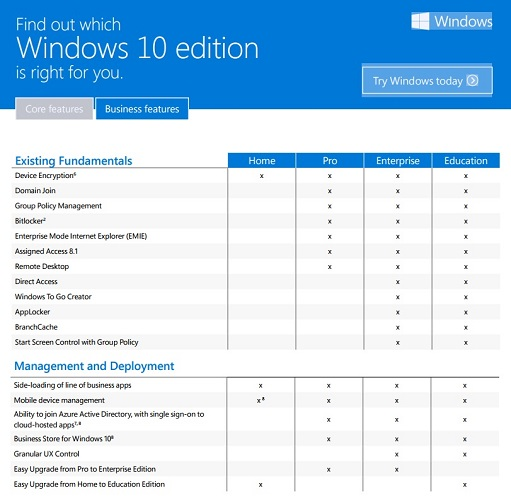 Find out which
Windows 10 edition
is right for you.
Windows
Try Windows today
Core features Business features
Existing Fundamentals Home Pro Enterprise Education
Device Encryption⁶ x x x x
Domain Join x x x
Group Policy Management x x x
Bitlocker² x x x
Enterprise Mode Internet Explorer (EMIE) x x x
Assigned Access 8.1 x x x
Remote Desktop x x x
Direct Access x x
Windows To Go Creator x x
AppLocker x x
BranchCache x x
Start Screen Control with Group Policy x x
Management and Deployment
Side-loading of line of business apps x x x x
Mobile device management x⁸ x x x
Ability to join Azure Active Directory, with single sign-on to
cloud-hosted apps⁷,⁸ x x x
Business Store for Windows 10⁸ x x x
Granular UX Control x x
Easy Upgrade from Pro to Enterprise Edition x x
Easy Upgrade from Home to Education Edition x x